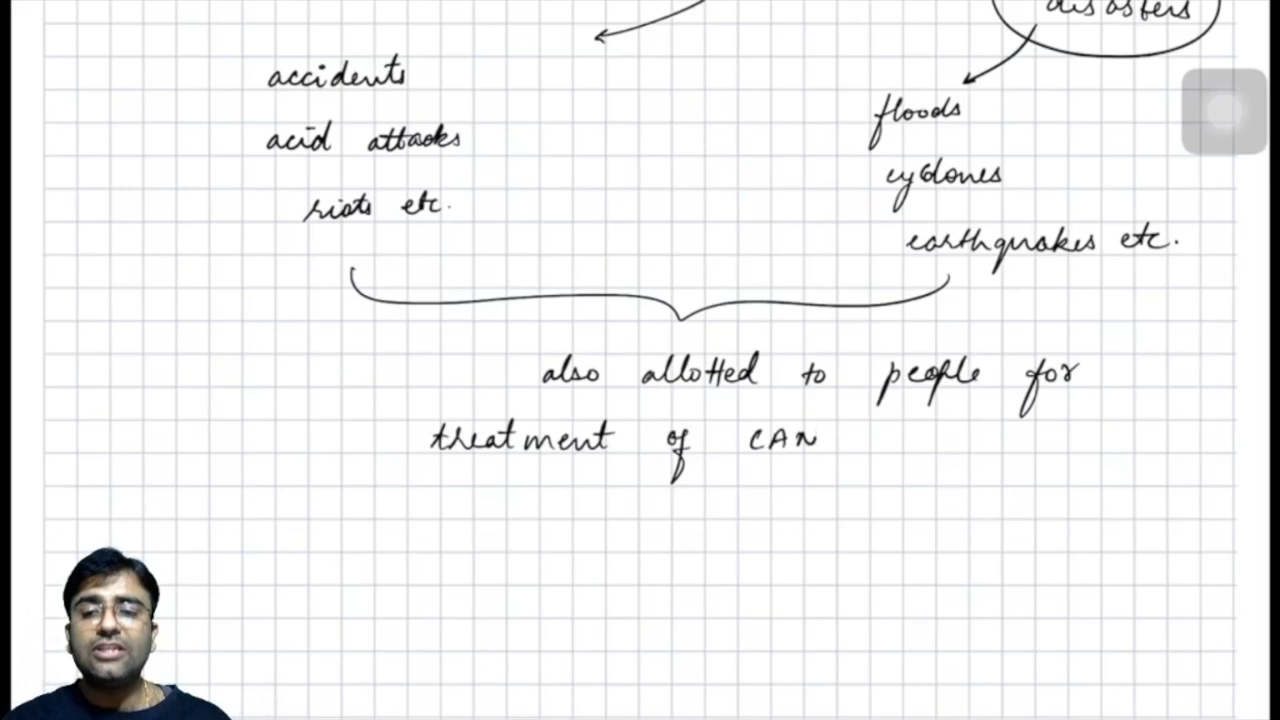 disasters
accidents
acid attacks
riots etc.
floods
cyclones
earthquakes etc.
also allotted to people for
treatment of CAN